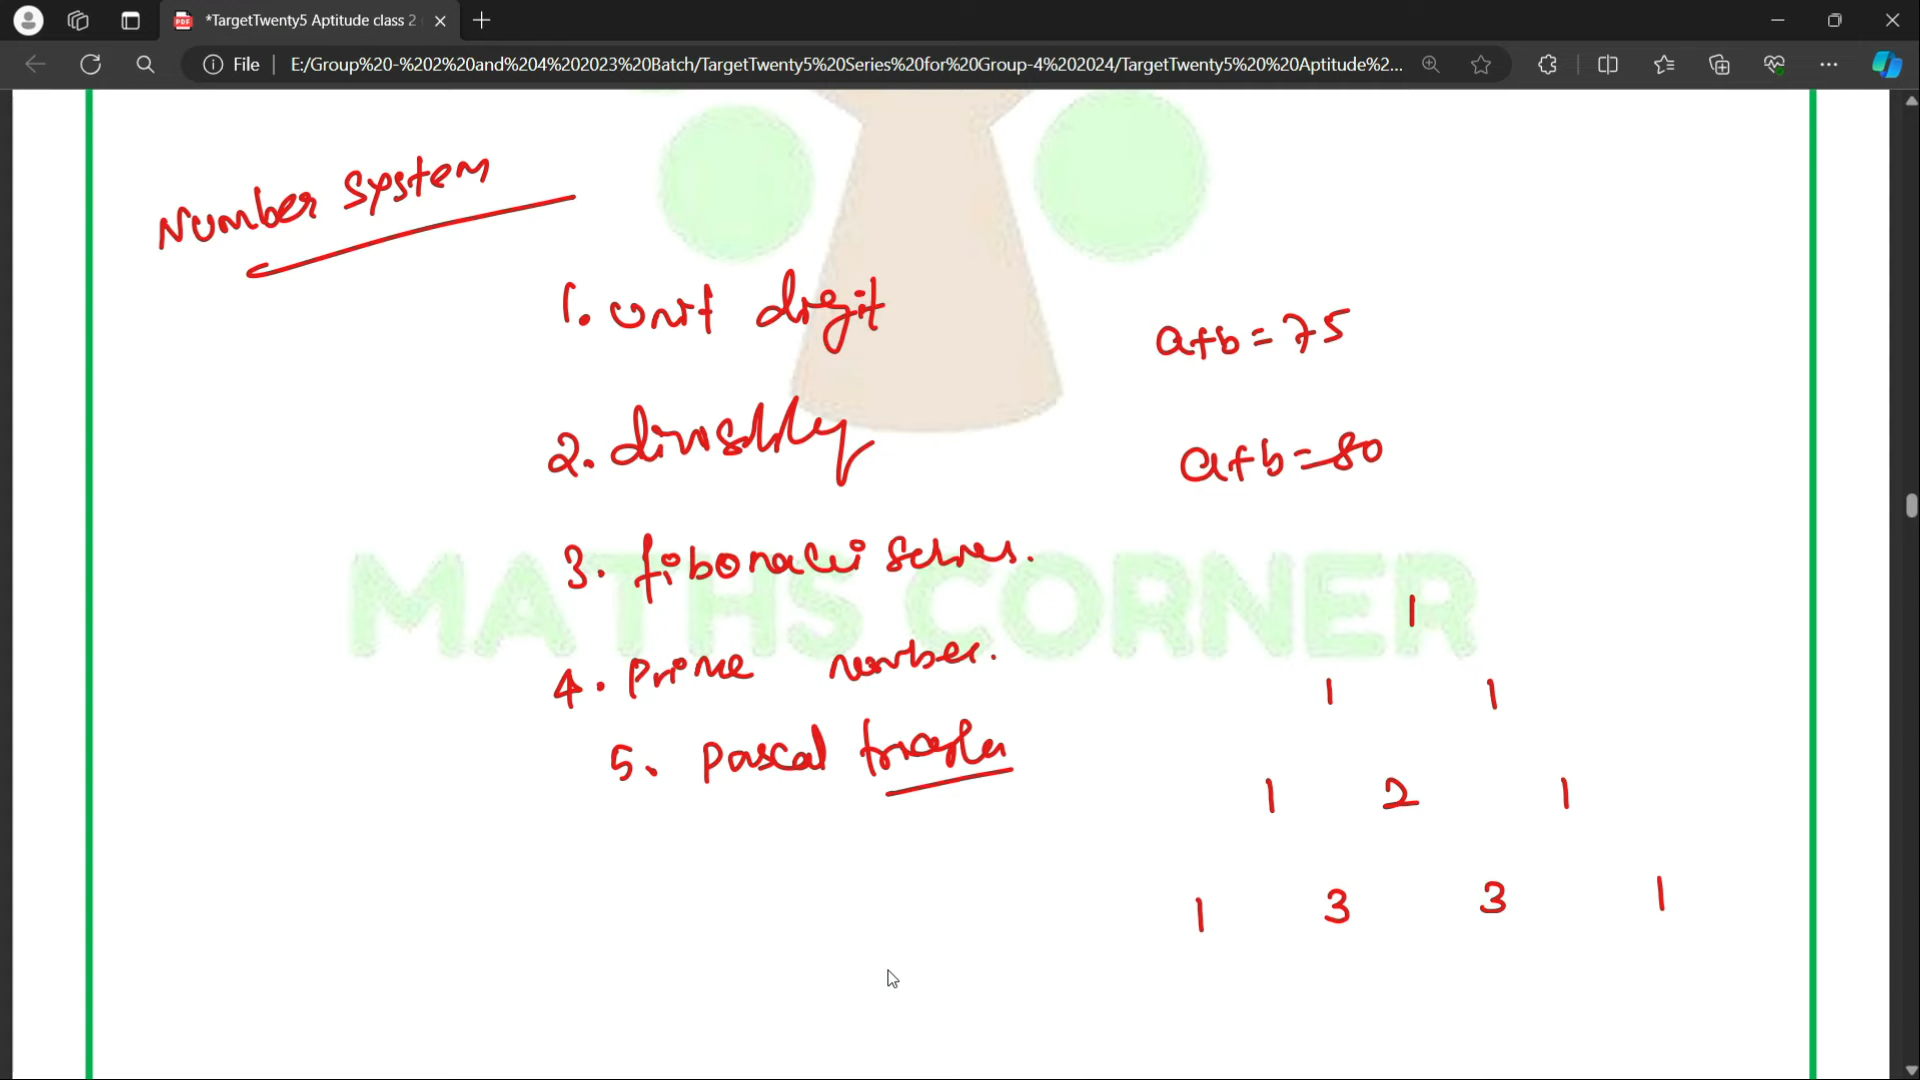 *TargetTwenty5 Aptitude class 2
File
E:/Group%20-%202%20and%204%202023%20Batch/TargetTwenty5%20Series%20for%20Group-4%202024/TargetTwenty5%20%20Aptitude%2...
Number System
1. unit digit
a+b=75
2.
a+b=80
3. fibonacci Series.
MATHS CORNER
1
4. Prime number.
1 1
5. pascal
1 2 1
1 3 3 1